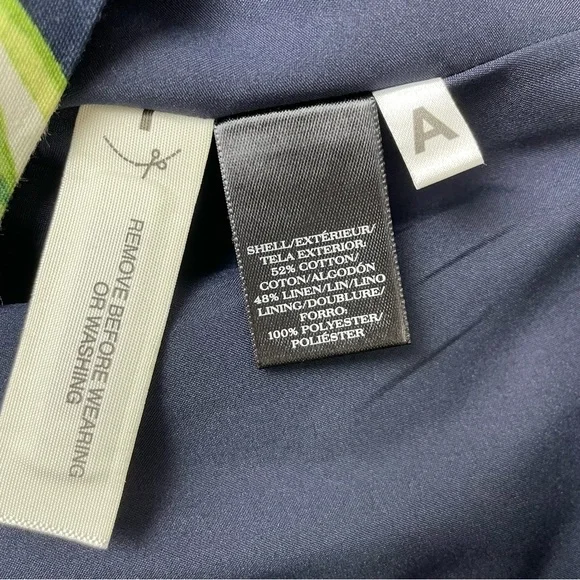 REMOVE BEFORE WEARING
OR WASHING
SHELL/EXTÉRIEUR/
TELA EXTERIOR:
52% COTTON/
COTON/ALGODÓN
48% LINEN/LIN/LINO
LINING/DOUBLURE/
FORRO:
100% POLYESTER/
POLIÉSTER
A